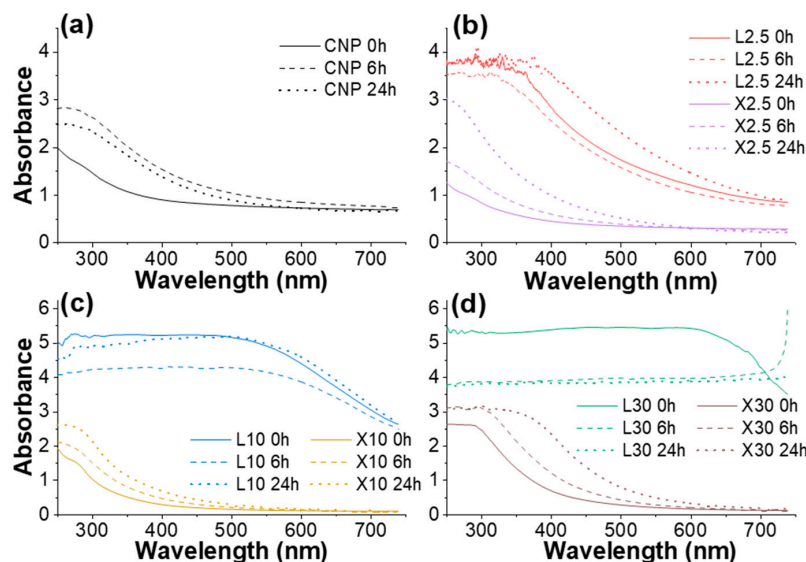 (a)
CNP 0h
CNP 6h
CNP 24h
Absorbance
5
4
3
2
1
0
300 400 500 600 700
Wavelength (nm)
(b)
L2.5 0h
L2.5 6h
L2.5 24h
X2.5 0h
X2.5 6h
X2.5 24h
5
4
3
2
1
0
300 400 500 600 700
Wavelength (nm)
(c)
Absorbance
6
5
4
3
2
1
0
L10 0h X10 0h
L10 6h X10 6h
L10 24h X10 24h
300 400 500 600 700
Wavelength (nm)
(d)
6
5
4
3
2
1
0
L30 0h X30 0h
L30 6h X30 6h
L30 24h X30 24h
300 400 500 600 700
Wavelength (nm)